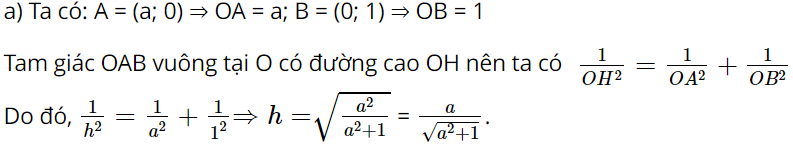 a) Ta có: A = (a; 0) ⇒ OA = a; B = (0; 1) ⇒ OB = 1
Tam giác OAB vuông tại O có đường cao OH nên ta có $\frac{1}{OH^2} = \frac{1}{OA^2} + \frac{1}{OB^2}$
Do đó, $\frac{1}{h^2} = \frac{1}{a^2} + \frac{1}{1^2} \Rightarrow h = \sqrt{\frac{a^2}{a^2+1}} = \frac{a}{\sqrt{a^2+1}}$.